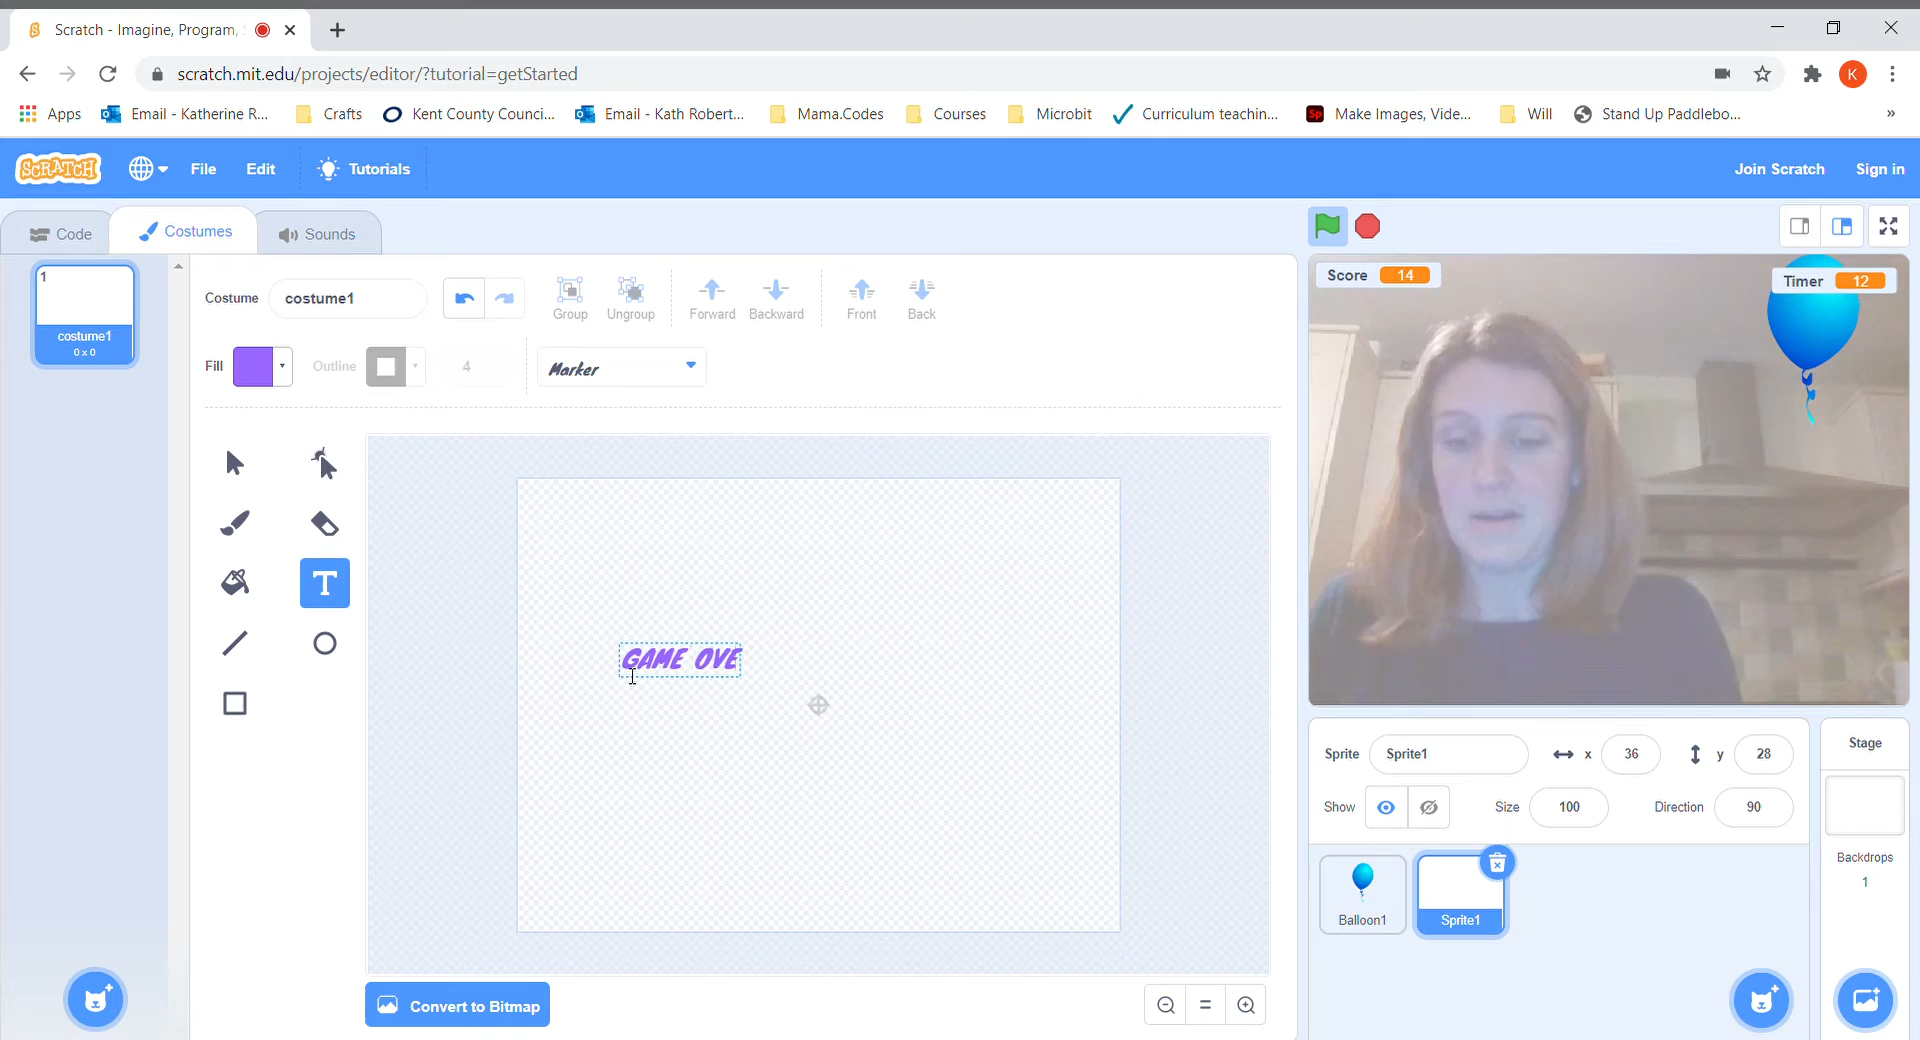 Scratch - Imagine, Program,
scratch.mit.edu/projects/editor/?tutorial=getStarted
K
Apps
Email - Katherine R...
Crafts
Kent County Counci...
Email - Kath Robert...
Mama.Codes
Courses
Microbit
Curriculum teachin...
Sp
Make Images, Vide...
Will
Stand Up Paddlebo...
»
SCRATCH
File
Edit
Tutorials
Join Scratch
Sign in
Code
Costumes
Sounds
1
costume1
0 x 0
Costume
costume1
Group
Ungroup
Forward
Backward
Front
Back
Fill
Outline
4
Marker
T
GAME OVE
Convert to Bitmap
Score 14
Timer 12
Sprite
Sprite1
x
36
y
28
Show
Size
100
Direction
90
Balloon1
Sprite1
Stage
Backdrops
1